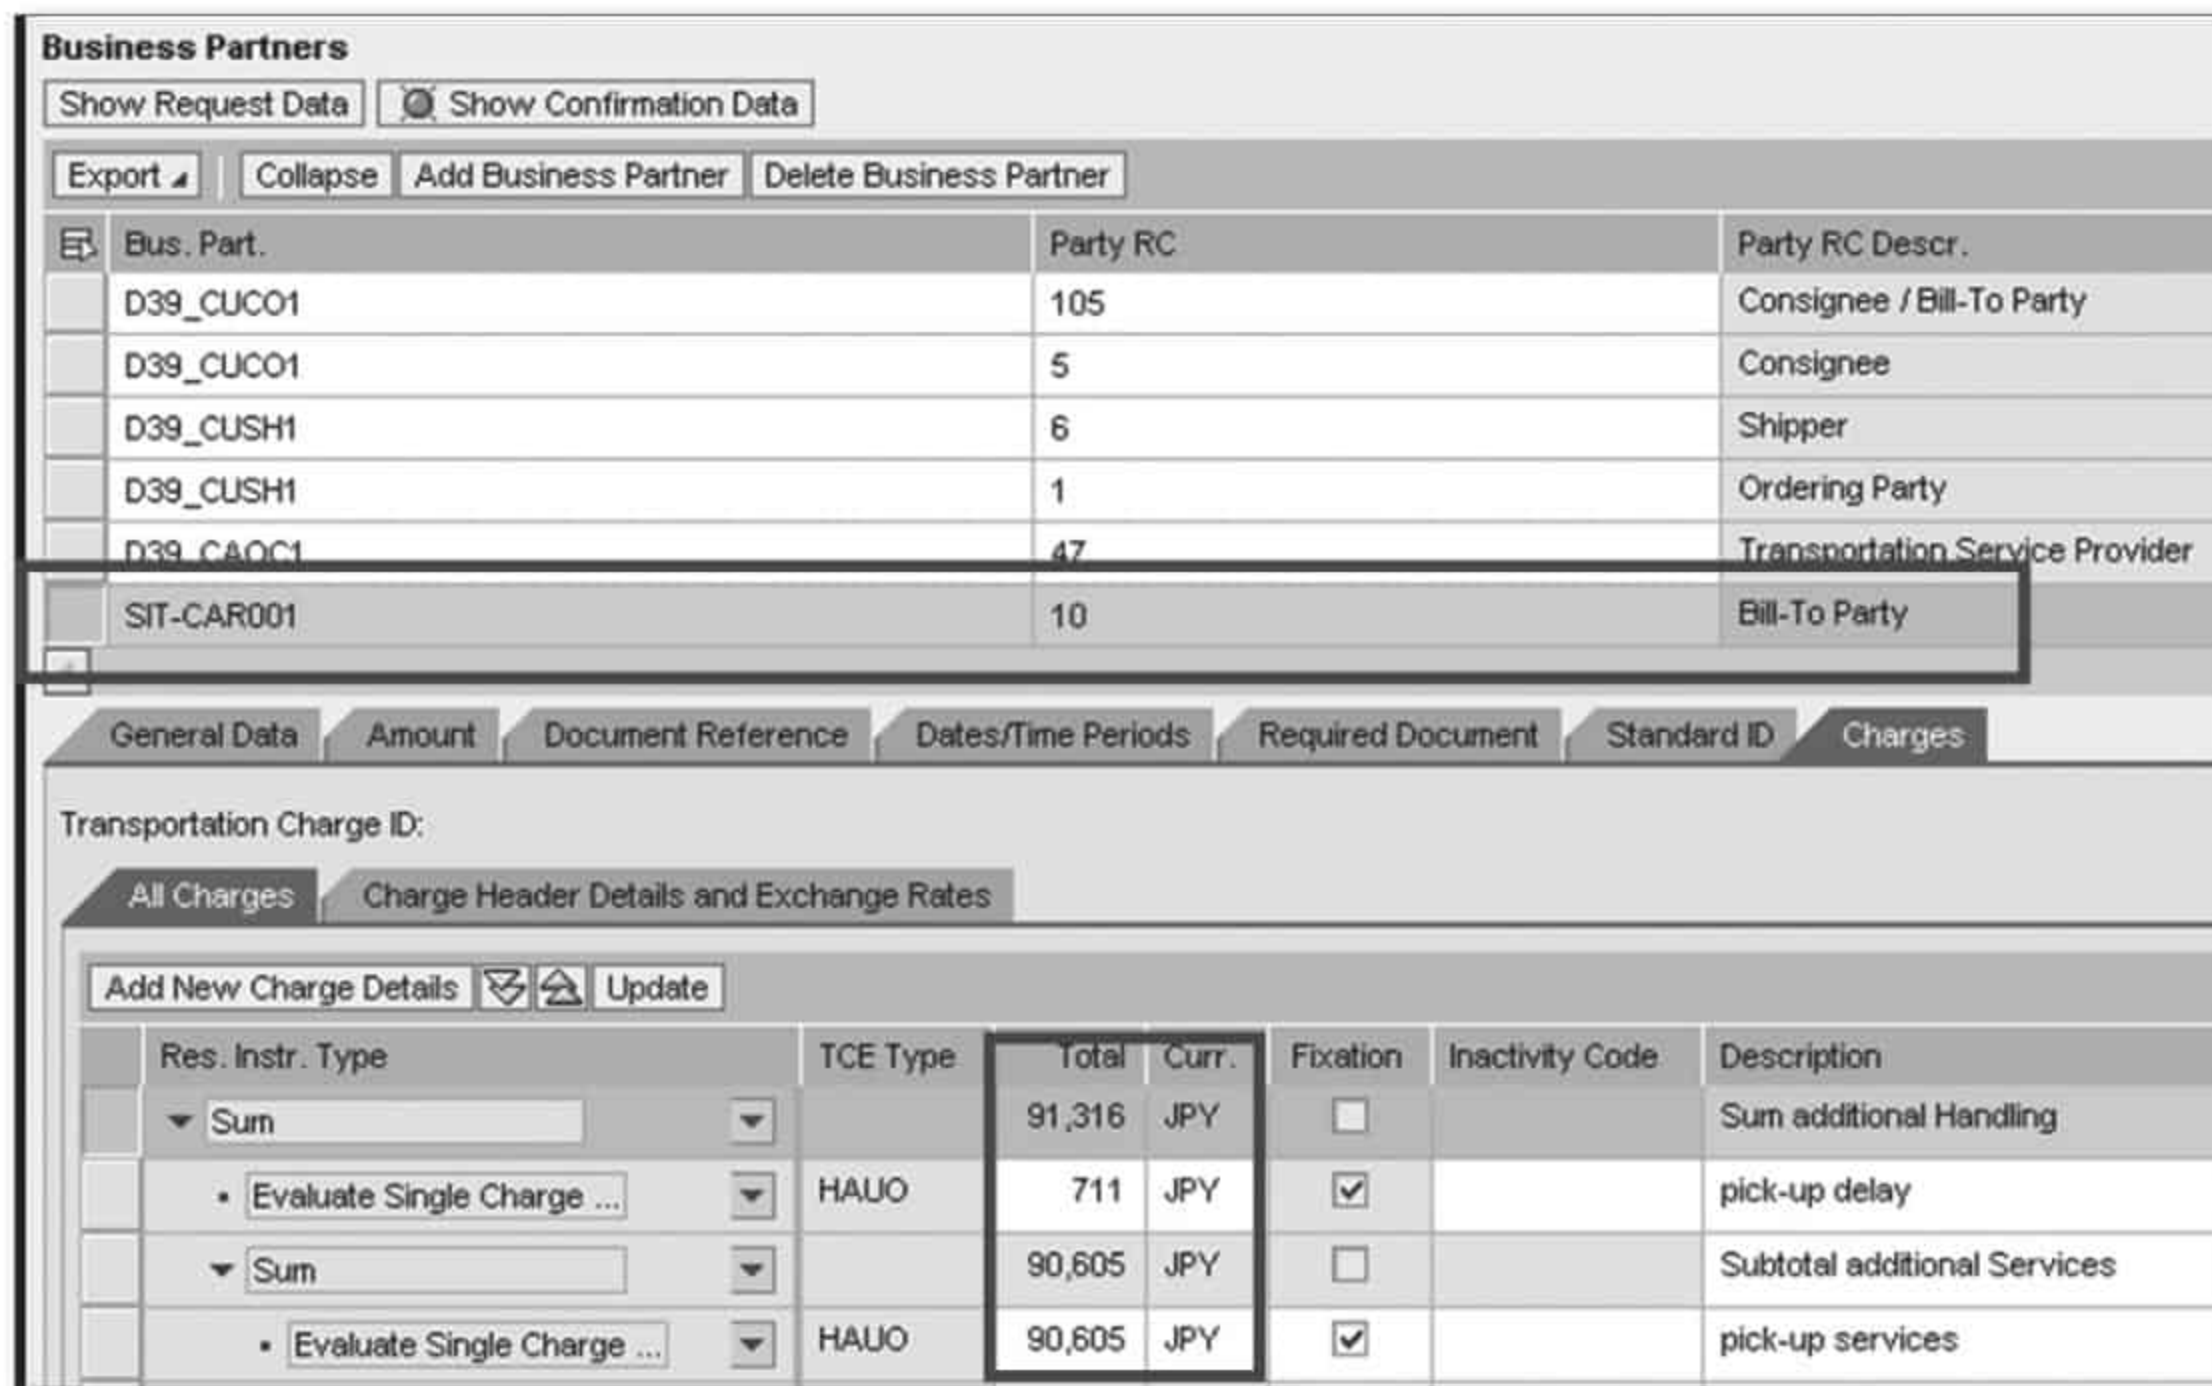 Business Partners
Show Request Data Show Confirmation Data
Export Collapse Add Business Partner Delete Business Partner
Bus. Part. Party RC Party RC Descr.
D39_CUCO1 105 Consignee / Bill-To Party
D39_CUCO1 5 Consignee
D39_CUSH1 6 Shipper
D39_CUSH1 1 Ordering Party
D39_CAOC1 47 Transportation Service Provider
SIT-CAR001 10 Bill-To Party
General Data Amount Document Reference Dates/Time Periods Required Document Standard ID Charges
Transportation Charge ID:
All Charges Charge Header Details and Exchange Rates
Add New Charge Details Update
Res. Instr. Type TCE Type Total Curr. Fixation Inactivity Code Description
Sum 91,316 JPY Sum additional Handling
Evaluate Single Charge ... HAUO 711 JPY pick-up delay
Sum 90,605 JPY Subtotal additional Services
Evaluate Single Charge ... HAUO 90,605 JPY pick-up services